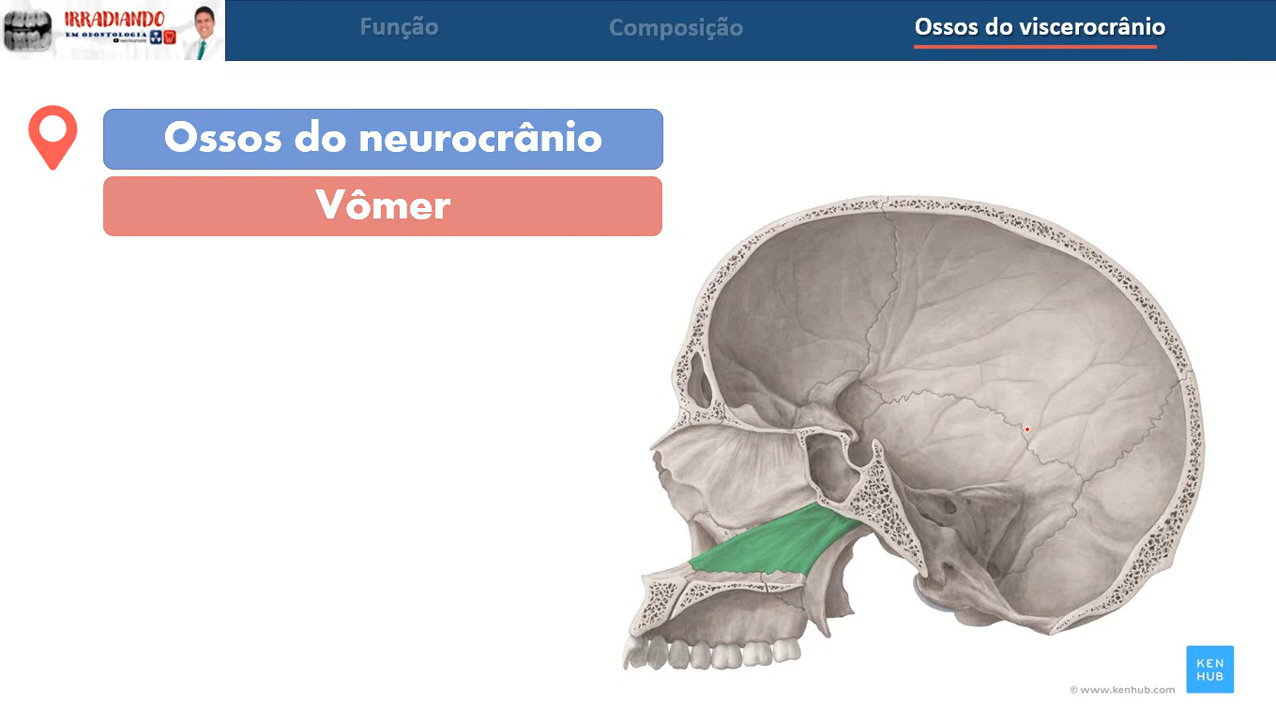 IRRADIANDO
EM ODONTOLOGIA
Função
Composição
Ossos do viscerocrânio
Ossos do neurocrânio
Vômer
KEN
HUB
© www.kenhub.com